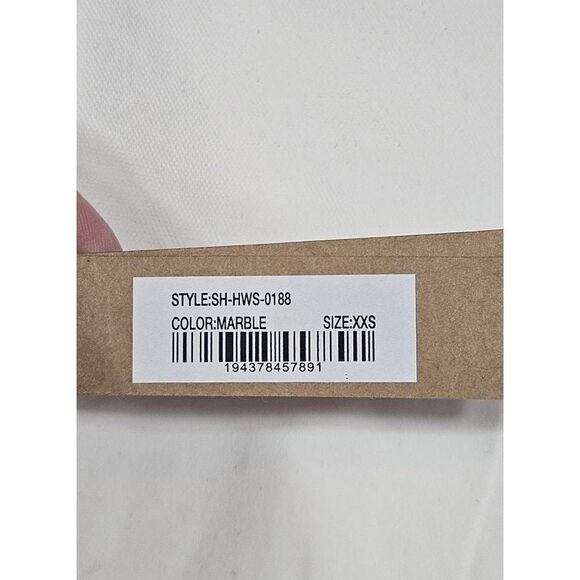 STYLE:SH-HWS-0188
COLOR:MARBLE SIZE:XXS
194378457891